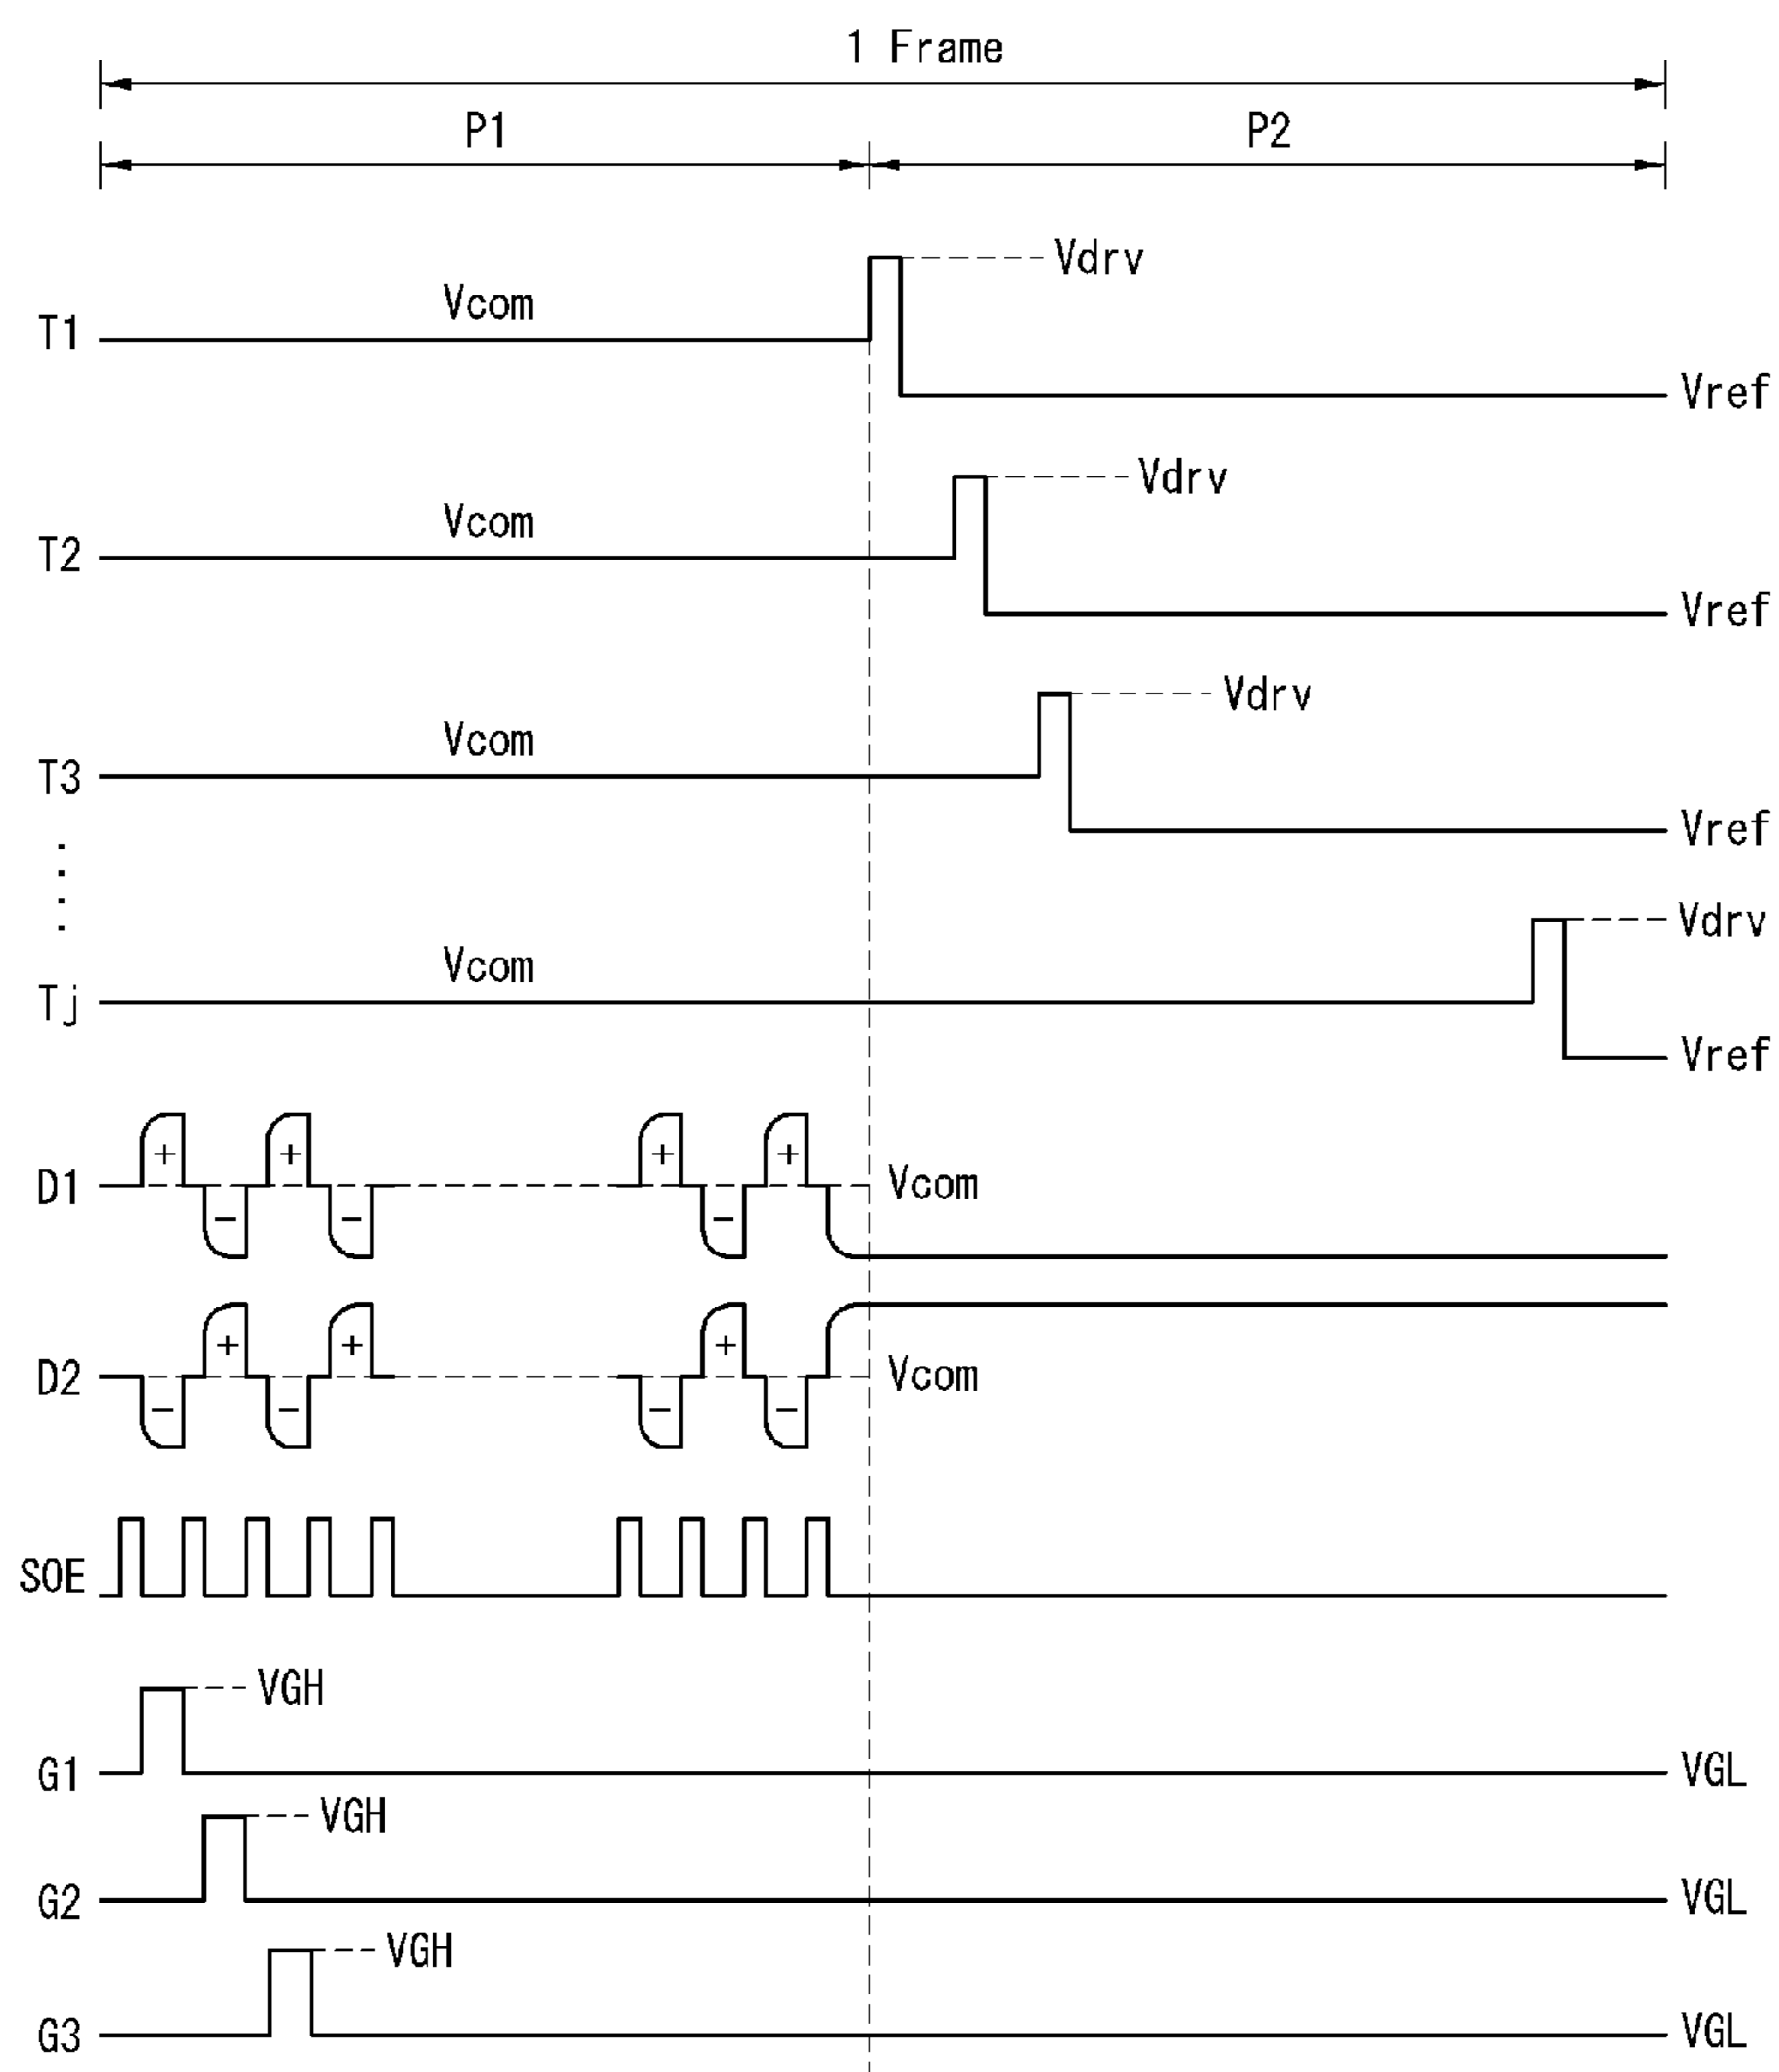 1 Frame
P1 P2
Vdrv
Vcom
T1
Vref
Vdrv
Vcom
T2
Vref
Vdrv
Vcom
T3
Vref
Vdrv
Vcom
Tj
Vref
+ + + +
D1 Vcom
- - -
+ + +
D2 Vcom
- - - -
SOE
VGH
G1 VGL
VGH
G2 VGL
VGH
G3 VGL